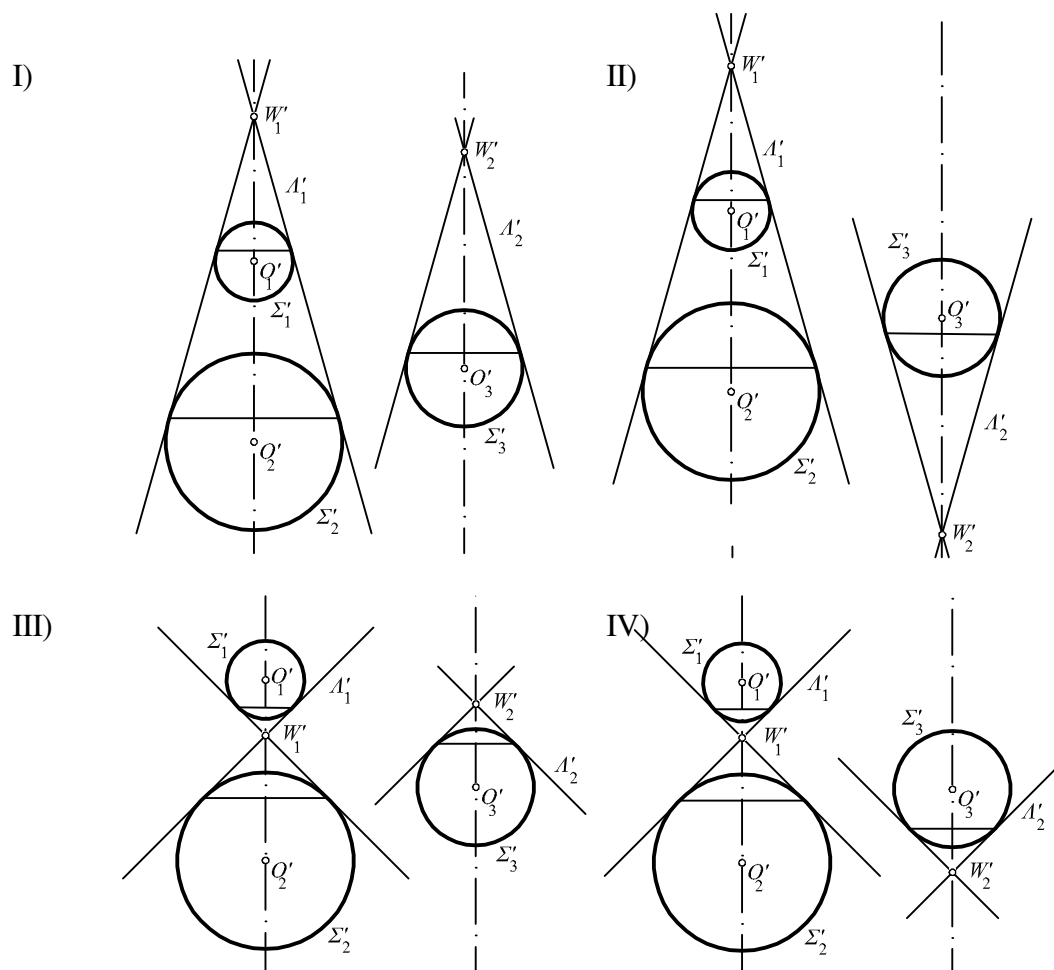 I)
W′₁
Λ′₁
O′₁
Σ′₁
O′₂
Σ′₂
W′₂
Λ′₂
O′₃
Σ′₃
II)
W′₁
Λ′₁
O′₁
Σ′₁
O′₂
Σ′₂
Σ′₃
O′₃
Λ′₂
W′₂
III)
Σ′₁
O′₁
Λ′₁
W′₁
O′₂
Σ′₂
W′₂
Λ′₂
O′₃
Σ′₃
IV)
Σ′₁
O′₁
Λ′₁
W′₁
O′₂
Σ′₂
Σ′₃
O′₃
Λ′₂
W′₂